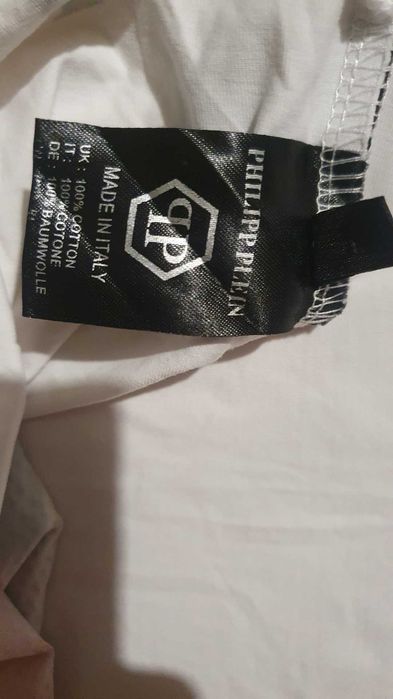 PHILIPP PLEIN
PP
MADE IN ITALY
UK : 100% COTTON
IT : 100% COTONE
DE : 100% BAUMWOLLE